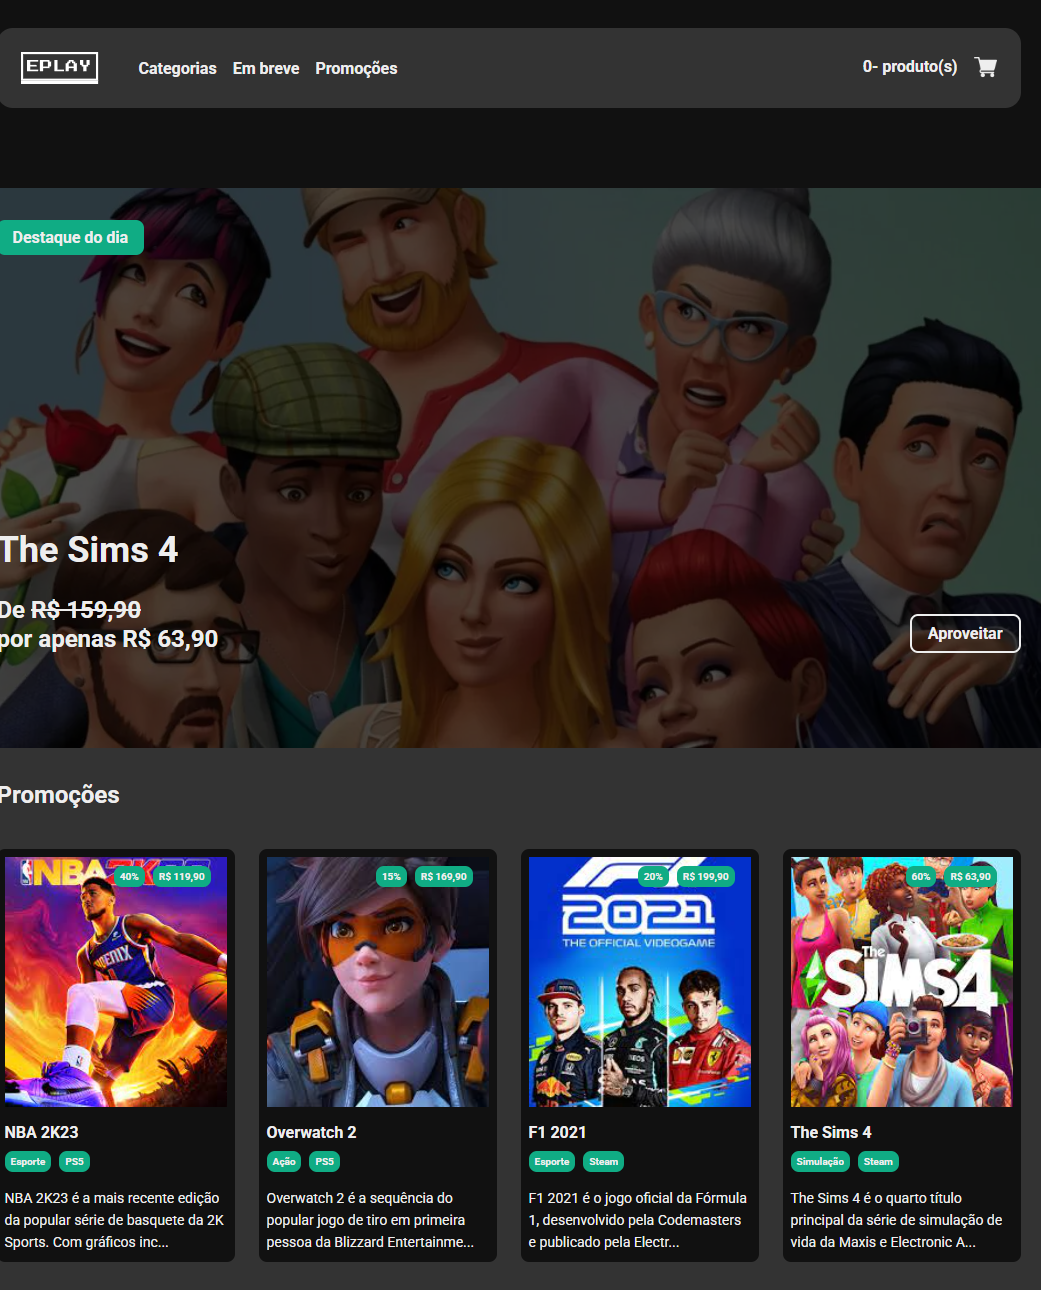 EPLAY Categorias Em breve Promoções 0- produto(s)
Destaque do dia
The Sims 4
De R$ 159,90
por apenas R$ 63,90
Aproveitar
Promoções
NBA
40% R$ 119,90
PHOENIX
NBA 2K23
Esporte PS5
NBA 2K23 é a mais recente edição
da popular série de basquete da 2K
Sports. Com gráficos inc...
15% R$ 169,90
Overwatch 2
Ação PS5
Overwatch 2 é a sequência do
popular jogo de tiro em primeira
pessoa da Blizzard Entertainme...
20% R$ 199,90
2021
THE OFFICIAL VIDEOGAME
F1 2021
Esporte Steam
F1 2021 é o jogo oficial da Fórmula
1, desenvolvido pela Codemasters
e publicado pela Electr...
60% R$ 63,90
The
SIMS4
The Sims 4
Simulação Steam
The Sims 4 é o quarto título
principal da série de simulação de
vida da Maxis e Electronic A...